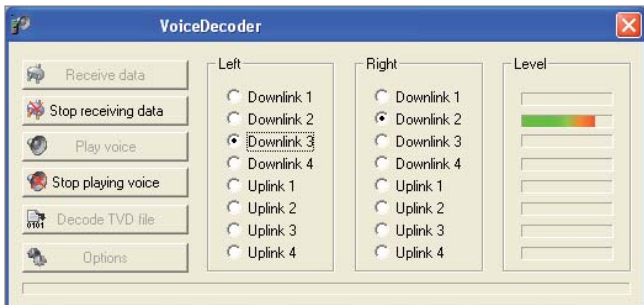 VoiceDecoder
Receive data
Stop receiving data
Play voice
Stop playing voice
Decode TVD file
0101
Options
Left
Downlink 1
Downlink 2
Downlink 3
Downlink 4
Uplink 1
Uplink 2
Uplink 3
Uplink 4
Right
Downlink 1
Downlink 2
Downlink 3
Downlink 4
Uplink 1
Uplink 2
Uplink 3
Uplink 4
Level